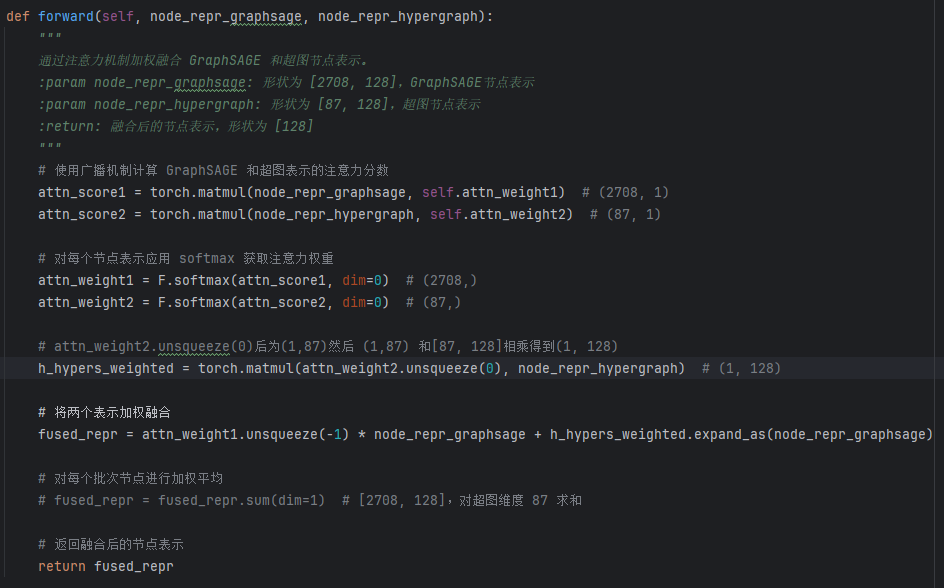 def forward(self, node_repr_graphsage, node_repr_hypergraph):
"""
通过注意力机制加权融合 GraphSAGE 和超图节点表示。
:param node_repr_graphsage: 形状为 [2708, 128]，GraphSAGE节点表示
:param node_repr_hypergraph: 形状为 [87, 128]，超图节点表示
:return: 融合后的节点表示，形状为 [128]
"""
# 使用广播机制计算 GraphSAGE 和超图表示的注意力分数
attn_score1 = torch.matmul(node_repr_graphsage, self.attn_weight1)  # (2708, 1)
attn_score2 = torch.matmul(node_repr_hypergraph, self.attn_weight2)  # (87, 1)
# 对每个节点表示应用 softmax 获取注意力权重
attn_weight1 = F.softmax(attn_score1, dim=0)  # (2708,)
attn_weight2 = F.softmax(attn_score2, dim=0)  # (87,)
# attn_weight2.unsqueeze(0)后为(1,87)然后 (1,87) 和[87, 128]相乘得到(1, 128)
h_hypers_weighted = torch.matmul(attn_weight2.unsqueeze(0), node_repr_hypergraph)  # (1, 128)
# 将两个表示加权融合
fused_repr = attn_weight1.unsqueeze(-1) * node_repr_graphsage + h_hypers_weighted.expand_as(node_repr_graphsage)
# 对每个批次节点进行加权平均
# fused_repr = fused_repr.sum(dim=1)  # [2708, 128]，对超图维度 87 求和
# 返回融合后的节点表示
return fused_repr